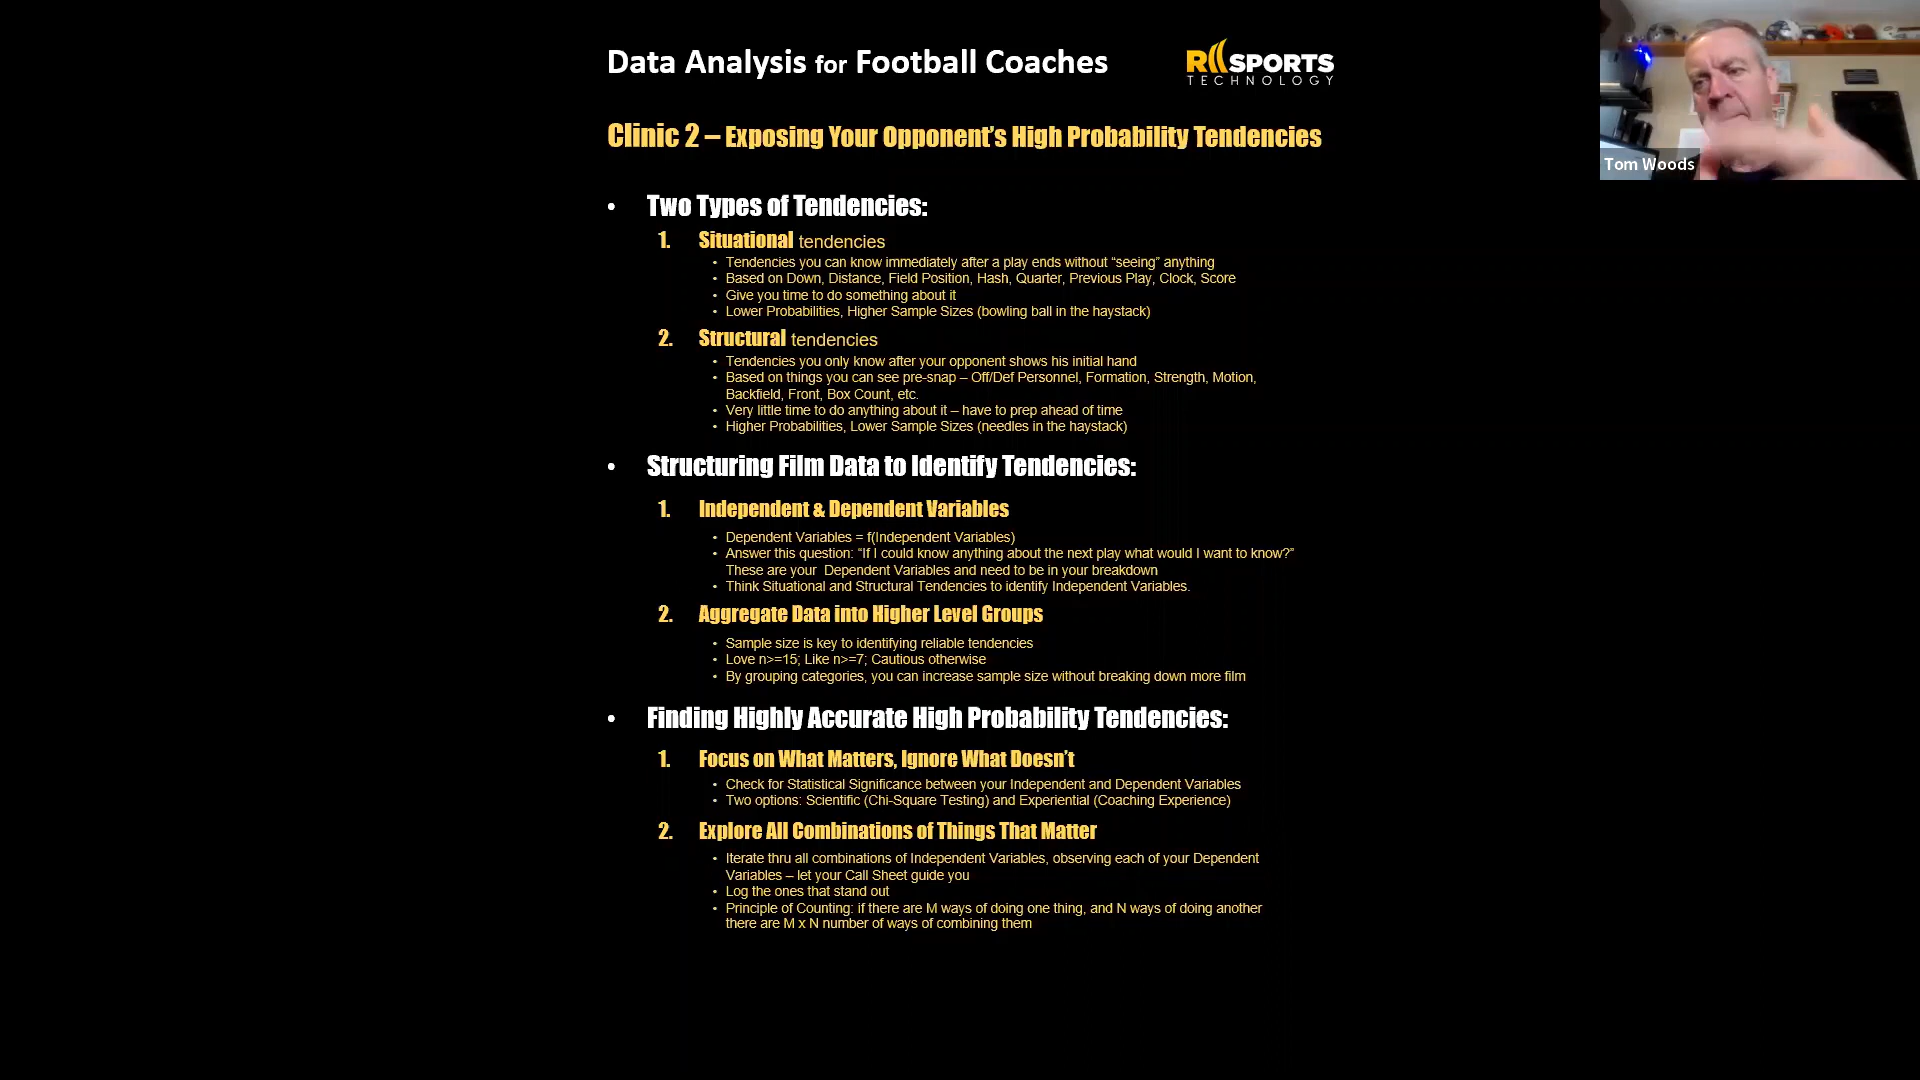 Data Analysis for Football Coaches
RSPORTS
TECHNOLOGY
Clinic 2 – Exposing Your Opponent’s High Probability Tendencies
Tom Woods
• Two Types of Tendencies:
1. Situational tendencies
• Tendencies you can know immediately after a play ends without “seeing” anything
• Based on Down, Distance, Field Position, Hash, Quarter, Previous Play, Clock, Score
• Give you time to do something about it
• Lower Probabilities, Higher Sample Sizes (bowling ball in the haystack)
2. Structural tendencies
• Tendencies you only know after your opponent shows his initial hand
• Based on things you can see pre-snap – Off/Def Personnel, Formation, Strength, Motion,
Backfield, Front, Box Count, etc.
• Very little time to do anything about it – have to prep ahead of time
• Higher Probabilities, Lower Sample Sizes (needles in the haystack)
• Structuring Film Data to Identify Tendencies:
1. Independent & Dependent Variables
• Dependent Variables = f(Independent Variables)
• Answer this question: “If I could know anything about the next play what would I want to know?”
These are your Dependent Variables and need to be in your breakdown
• Think Situational and Structural Tendencies to identify Independent Variables.
2. Aggregate Data into Higher Level Groups
• Sample size is key to identifying reliable tendencies
• Love n>=15; Like n>=7; Cautious otherwise
• By grouping categories, you can increase sample size without breaking down more film
• Finding Highly Accurate High Probability Tendencies:
1. Focus on What Matters, Ignore What Doesn’t
• Check for Statistical Significance between your Independent and Dependent Variables
• Two options: Scientific (Chi-Square Testing) and Experiential (Coaching Experience)
2. Explore All Combinations of Things That Matter
• Iterate thru all combinations of Independent Variables, observing each of your Dependent
Variables – let your Call Sheet guide you
• Log the ones that stand out
• Principle of Counting: if there are M ways of doing one thing, and N ways of doing another
there are M x N number of ways of combining them